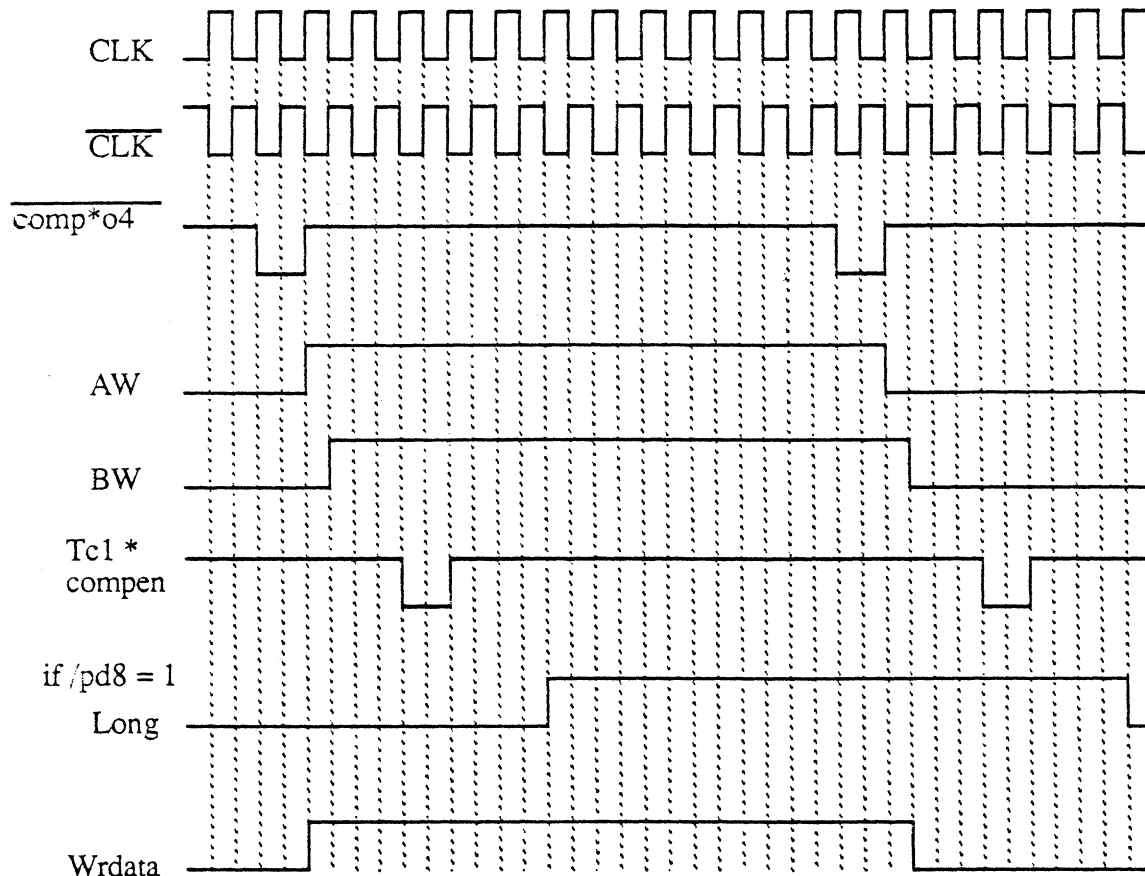 CLK
CLK
comp*o4
AW
BW
Tc1 *
compen
if /pd8 = 1
Long
Wrdata